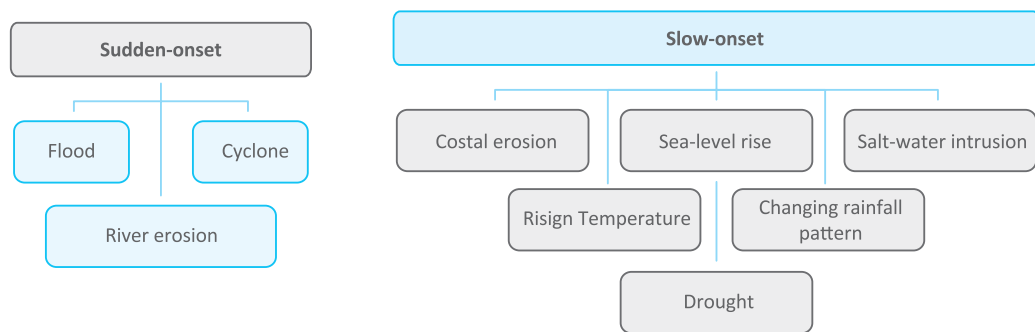 Sudden-onset
Flood
Cyclone
River erosion
Slow-onset
Costal erosion
Sea-level rise
Salt-water intrusion
Risign Temperature
Changing rainfall
pattern
Drought